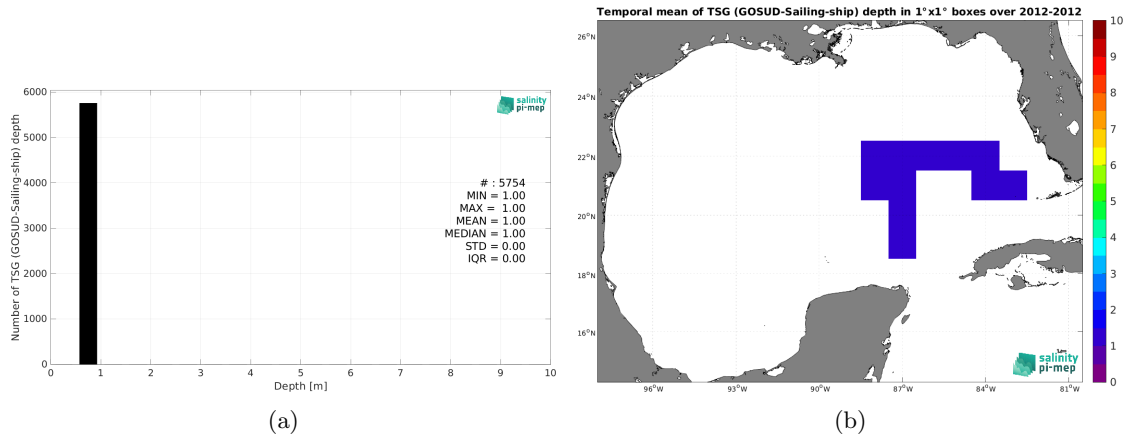 Number of TSG (GOSUD-Sailing-ship) depth
6000
5000
4000
3000
2000
1000
0
0 1 2 3 4 5 6 7 8 9 10
Depth [m]
salinity
pi-mep
# : 5754
MIN = 1.00
MAX = 1.00
MEAN = 1.00
MEDIAN = 1.00
STD = 0.00
IQR = 0.00
(a)
Temporal mean of TSG (GOSUD-Sailing-ship) depth in 1°x1° boxes over 2012-2012
26°N
24°N
22°N
20°N
18°N
16°N
96°W 93°W 90°W 87°W 84°W 81°W
salinity
pi-mep
10
9
8
7
6
5
4
3
2
1
0
(b)